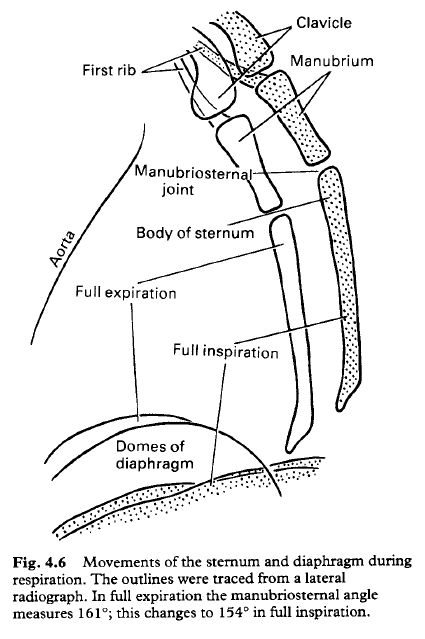 Clavicle
First rib
Manubrium
Manubriosternal
joint
Body of sternum
Aorta
Full expiration
Full inspiration
Domes of
diaphragm
Fig. 4.6 Movements of the sternum and diaphragm during
respiration. The outlines were traced from a lateral
radiograph. In full expiration the manubriosternal angle
measures 161°; this changes to 154° in full inspiration.